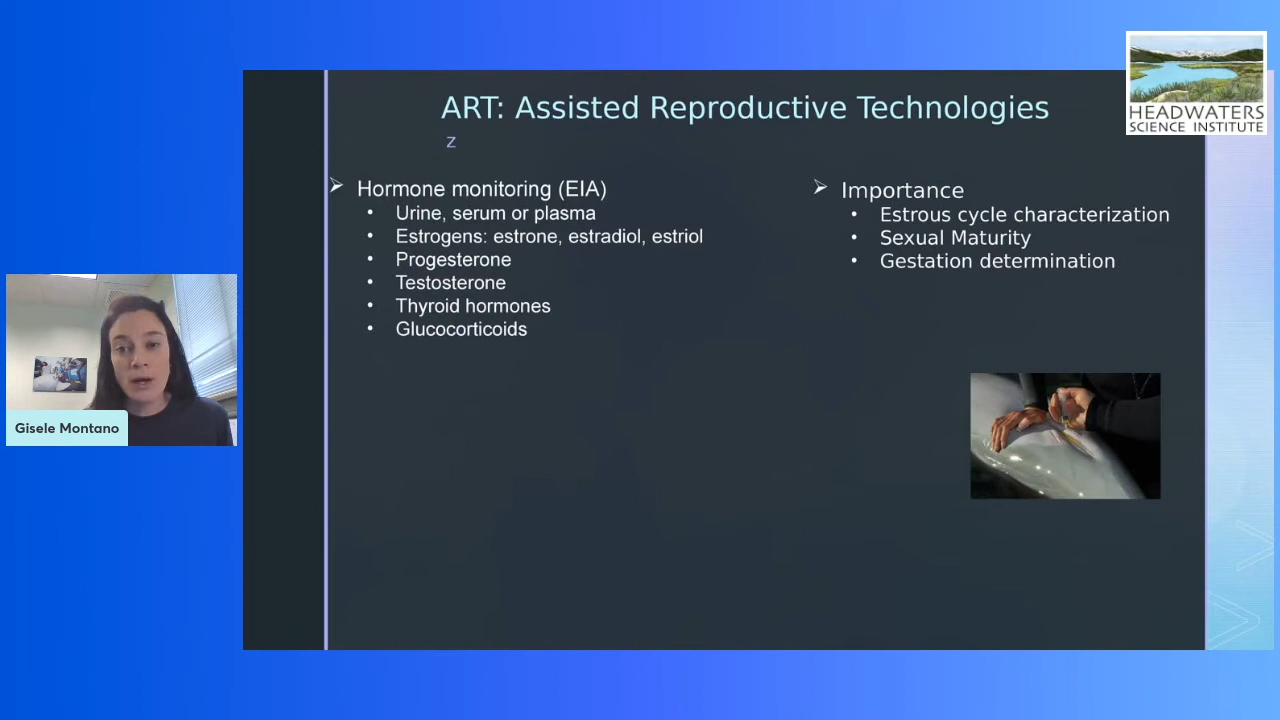 ART: Assisted Reproductive Technologies
z
Hormone monitoring (EIA)
Urine, serum or plasma
Estrogens: estrone, estradiol, estriol
Progesterone
Testosterone
Thyroid hormones
Glucocorticoids
Importance
Estrous cycle characterization
Sexual Maturity
Gestation determination
HEADWATERS
SCIENCE INSTITUTE
Gisele Montano